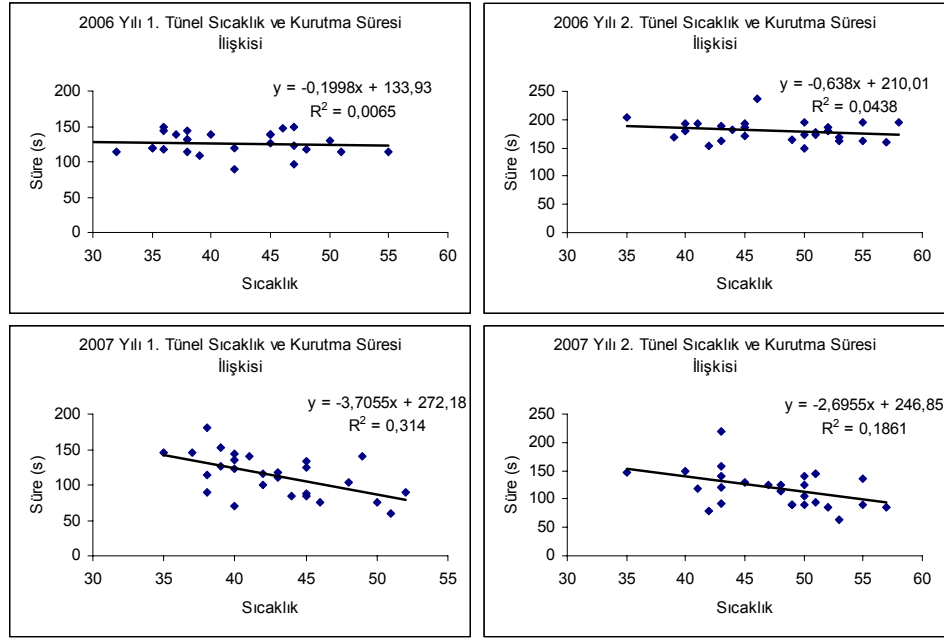 2006 Yılı 1. Tünel Sıcaklık ve Kurutma Süresi
İlişkisi
y = -0,1998x + 133,93
R² = 0,0065
200
150
100
50
0
Süre (s)
30 35 40 45 50 55 60
Sıcaklık
2006 Yılı 2. Tünel Sıcaklık ve Kurutma Süresi
İlişkisi
y = -0,638x + 210,01
R² = 0,0438
250
200
150
100
50
0
Süre (s)
30 35 40 45 50 55 60
Sıcaklık
2007 Yılı 1. Tünel Sıcaklık ve Kurutma Süresi
İlişkisi
y = -3,7055x + 272,18
R² = 0,314
200
150
100
50
0
Süre (s)
30 35 40 45 50 55
Sıcaklık
2007 Yılı 2. Tünel Sıcaklık ve Kurutma Süresi
İlişkisi
y = -2,6955x + 246,85
R² = 0,1861
250
200
150
100
50
0
Süre (s)
30 35 40 45 50 55 60
Sıcaklık